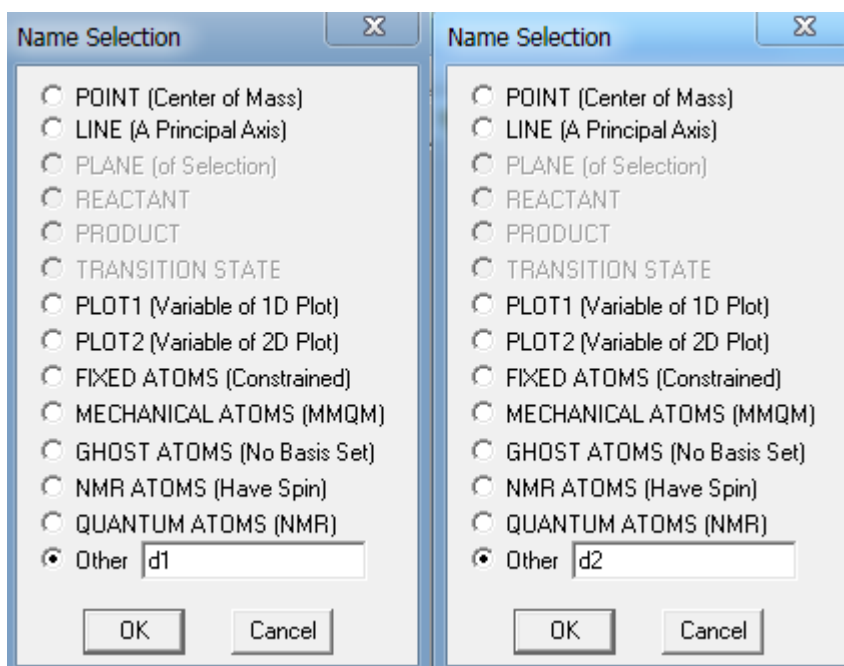 Name Selection
POINT (Center of Mass)
LINE (A Principal Axis)
PLANE (of Selection)
REACTANT
PRODUCT
TRANSITION STATE
PLOT1 (Variable of 1D Plot)
PLOT2 (Variable of 2D Plot)
FIXED ATOMS (Constrained)
MECHANICAL ATOMS (MMQM)
GHOST ATOMS (No Basis Set)
NMR ATOMS (Have Spin)
QUANTUM ATOMS (NMR)
Other d1
OK Cancel
Name Selection
POINT (Center of Mass)
LINE (A Principal Axis)
PLANE (of Selection)
REACTANT
PRODUCT
TRANSITION STATE
PLOT1 (Variable of 1D Plot)
PLOT2 (Variable of 2D Plot)
FIXED ATOMS (Constrained)
MECHANICAL ATOMS (MMQM)
GHOST ATOMS (No Basis Set)
NMR ATOMS (Have Spin)
QUANTUM ATOMS (NMR)
Other d2
OK Cancel